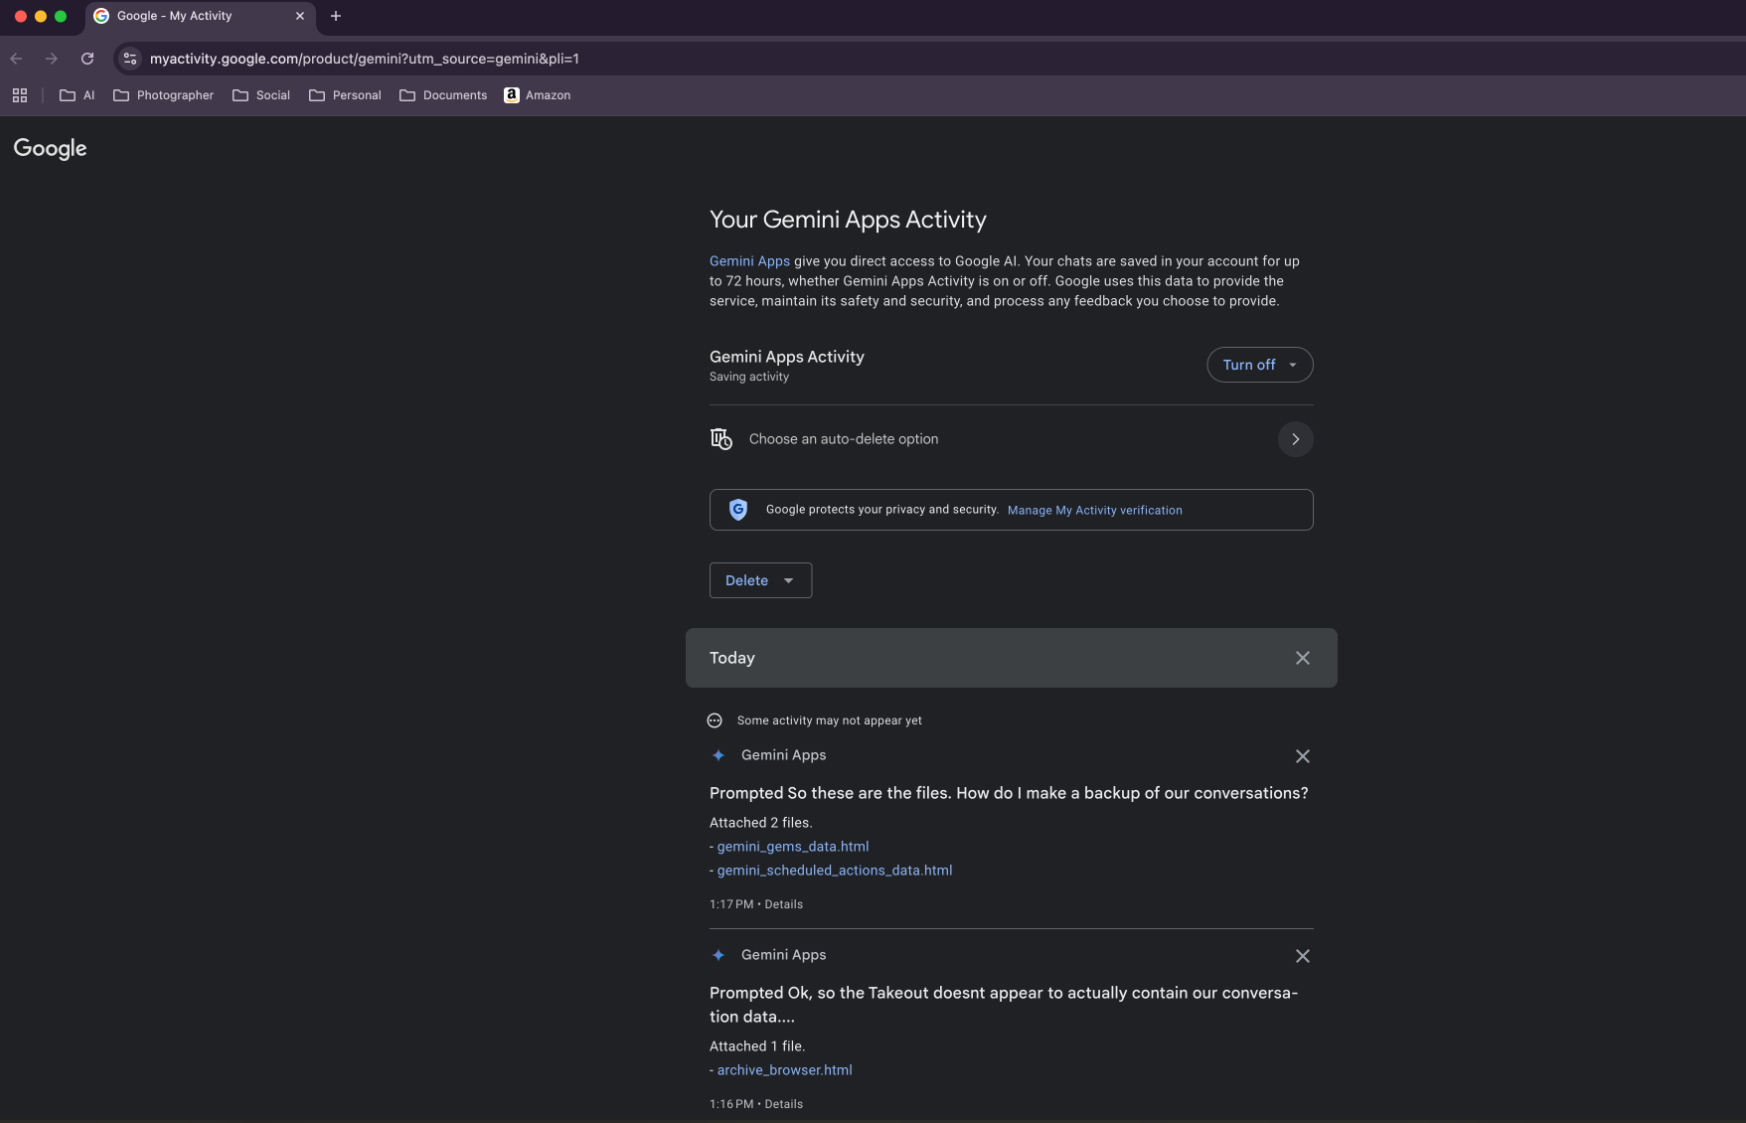 Google - My Activity
myactivity.google.com/product/gemini?utm_source=gemini&pli=1
AI
Photographer
Social
Personal
Documents
a Amazon
Google
Your Gemini Apps Activity
Gemini Apps give you direct access to Google AI. Your chats are saved in your account for up
to 72 hours, whether Gemini Apps Activity is on or off. Google uses this data to provide the
service, maintain its safety and security, and process any feedback you choose to provide.
Gemini Apps Activity
Saving activity
Turn off
Choose an auto-delete option
G Google protects your privacy and security. Manage My Activity verification
Delete
Today
Some activity may not appear yet
Gemini Apps
Prompted So these are the files. How do I make a backup of our conversations?
Attached 2 files.
- gemini_gems_data.html
- gemini_scheduled_actions_data.html
1:17 PM • Details
Gemini Apps
Prompted Ok, so the Takeout doesnt appear to actually contain our conversa-
tion data....
Attached 1 file.
- archive_browser.html
1:16 PM • Details